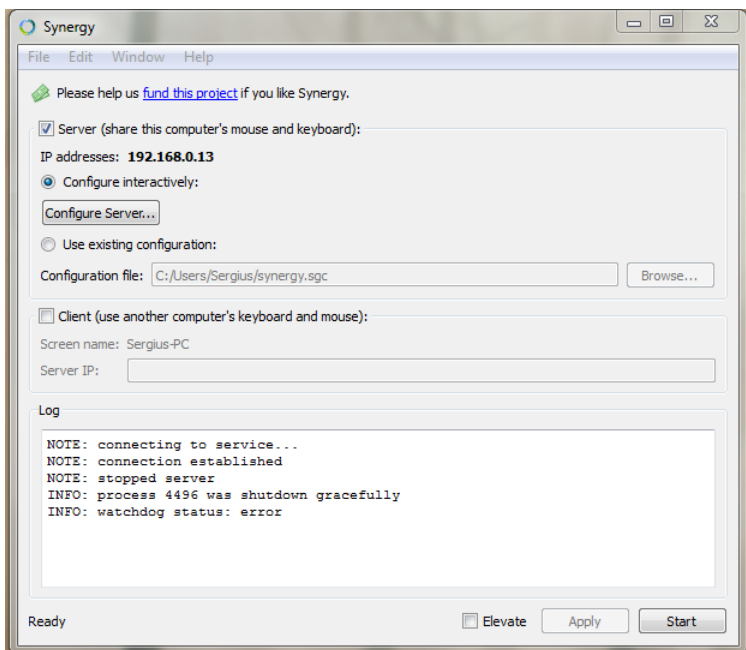 Synergy
File Edit Window Help
Please help us fund this project if you like Synergy.
Server (share this computer's mouse and keyboard):
IP addresses: 192.168.0.13
Configure interactively:
Configure Server...
Use existing configuration:
Configuration file: C:/Users/Sergius/synergy.sgc Browse...
Client (use another computer's keyboard and mouse):
Screen name: Sergius-PC
Server IP:
Log
NOTE: connecting to service...
NOTE: connection established
NOTE: stopped server
INFO: process 4496 was shutdown gracefully
INFO: watchdog status: error
Ready Elevate Apply Start